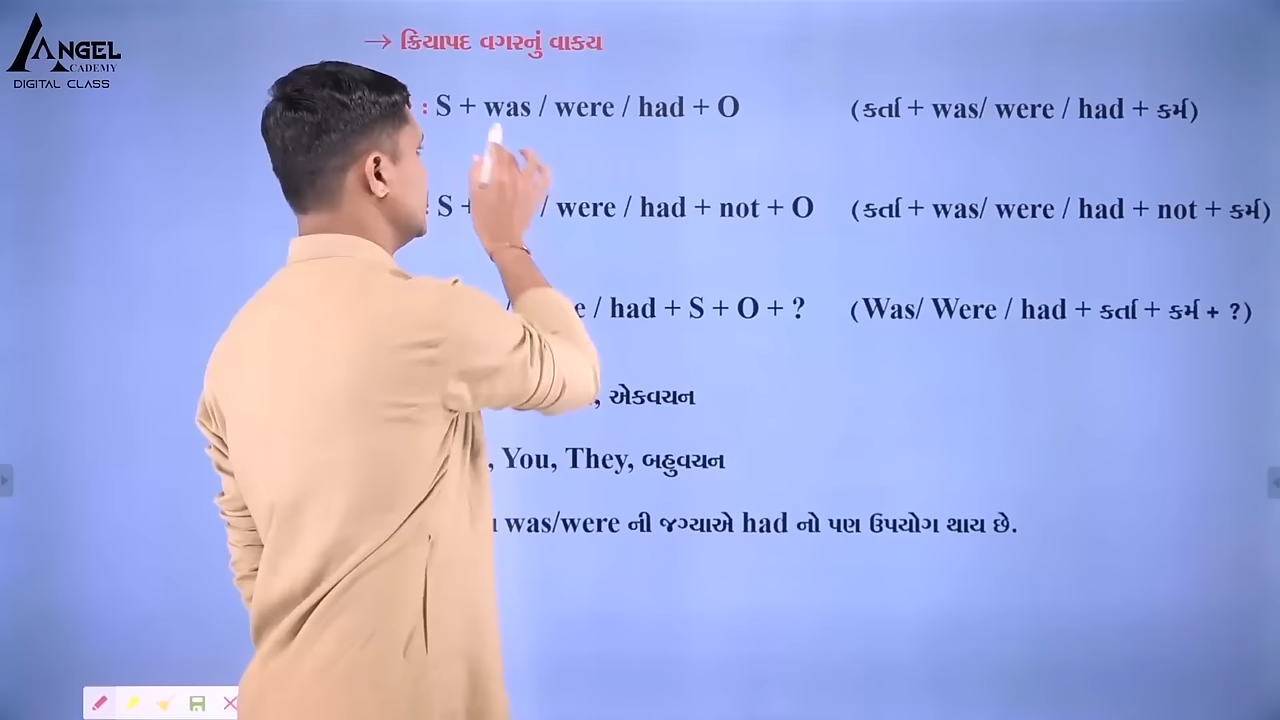 ANGEL
ACADEMY
DIGITAL CLASS
→ ક્રિયાપદ વગરનું વાક્ય
: S + was / were / had + O (કર્તા + was/ were / had + કર્મ)
: S + / were / had + not + O (કર્તા + was/ were / had + not + કર્મ)
/ had + S + O + ? (Was/ Were / had + કર્તા + કર્મ + ?)
, એકવચન
, You, They, બહુવચન
was/were ની જગ્યાએ had નો પણ ઉપયોગ થાય છે.